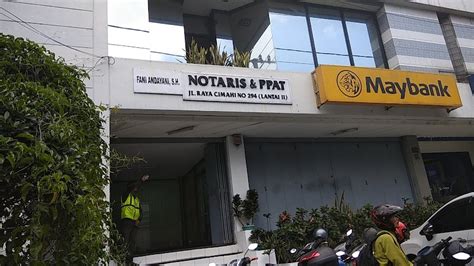 FANI ANDAYANI, S.H.
NOTARIS & PPAT
JL. RAYA CIMAHI NO 294 (LANTAI II)
Maybank